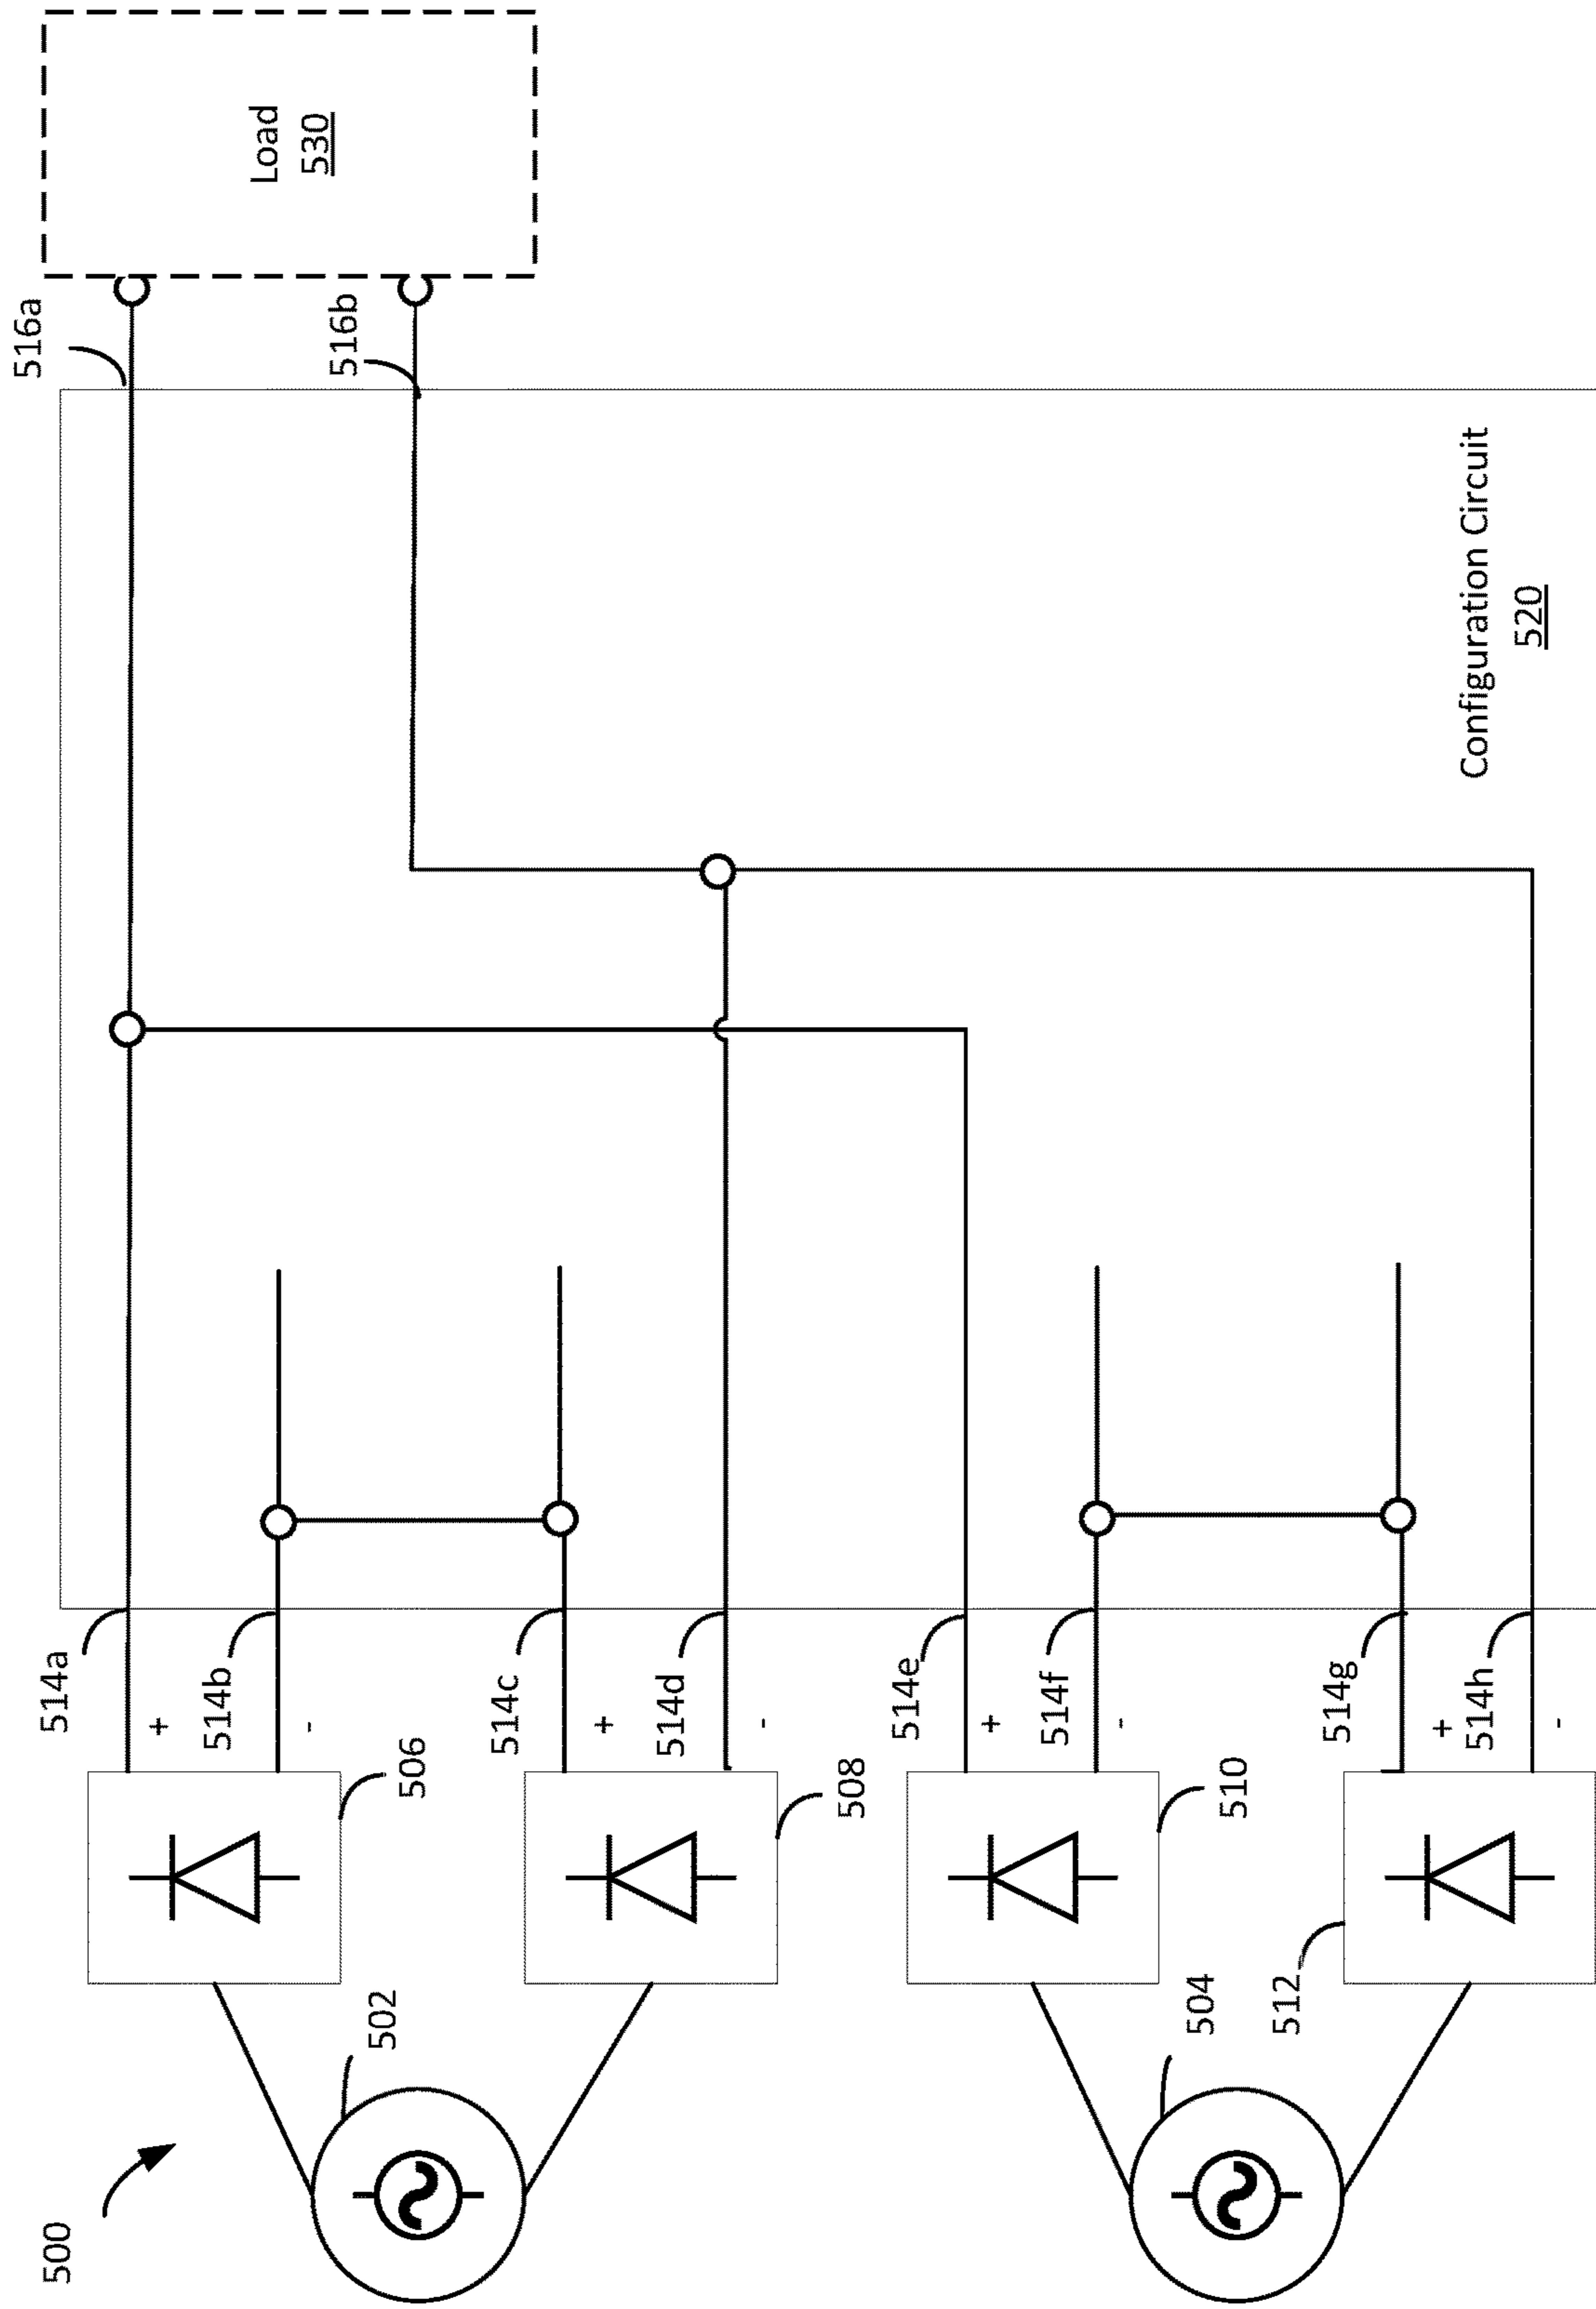 500
502
504
506
508
510
512
514a
+
514b
-
514c
+
514d
-
514e
+
514f
-
514g
+
514h
-
516a
516b
Load
530
Configuration Circuit
520